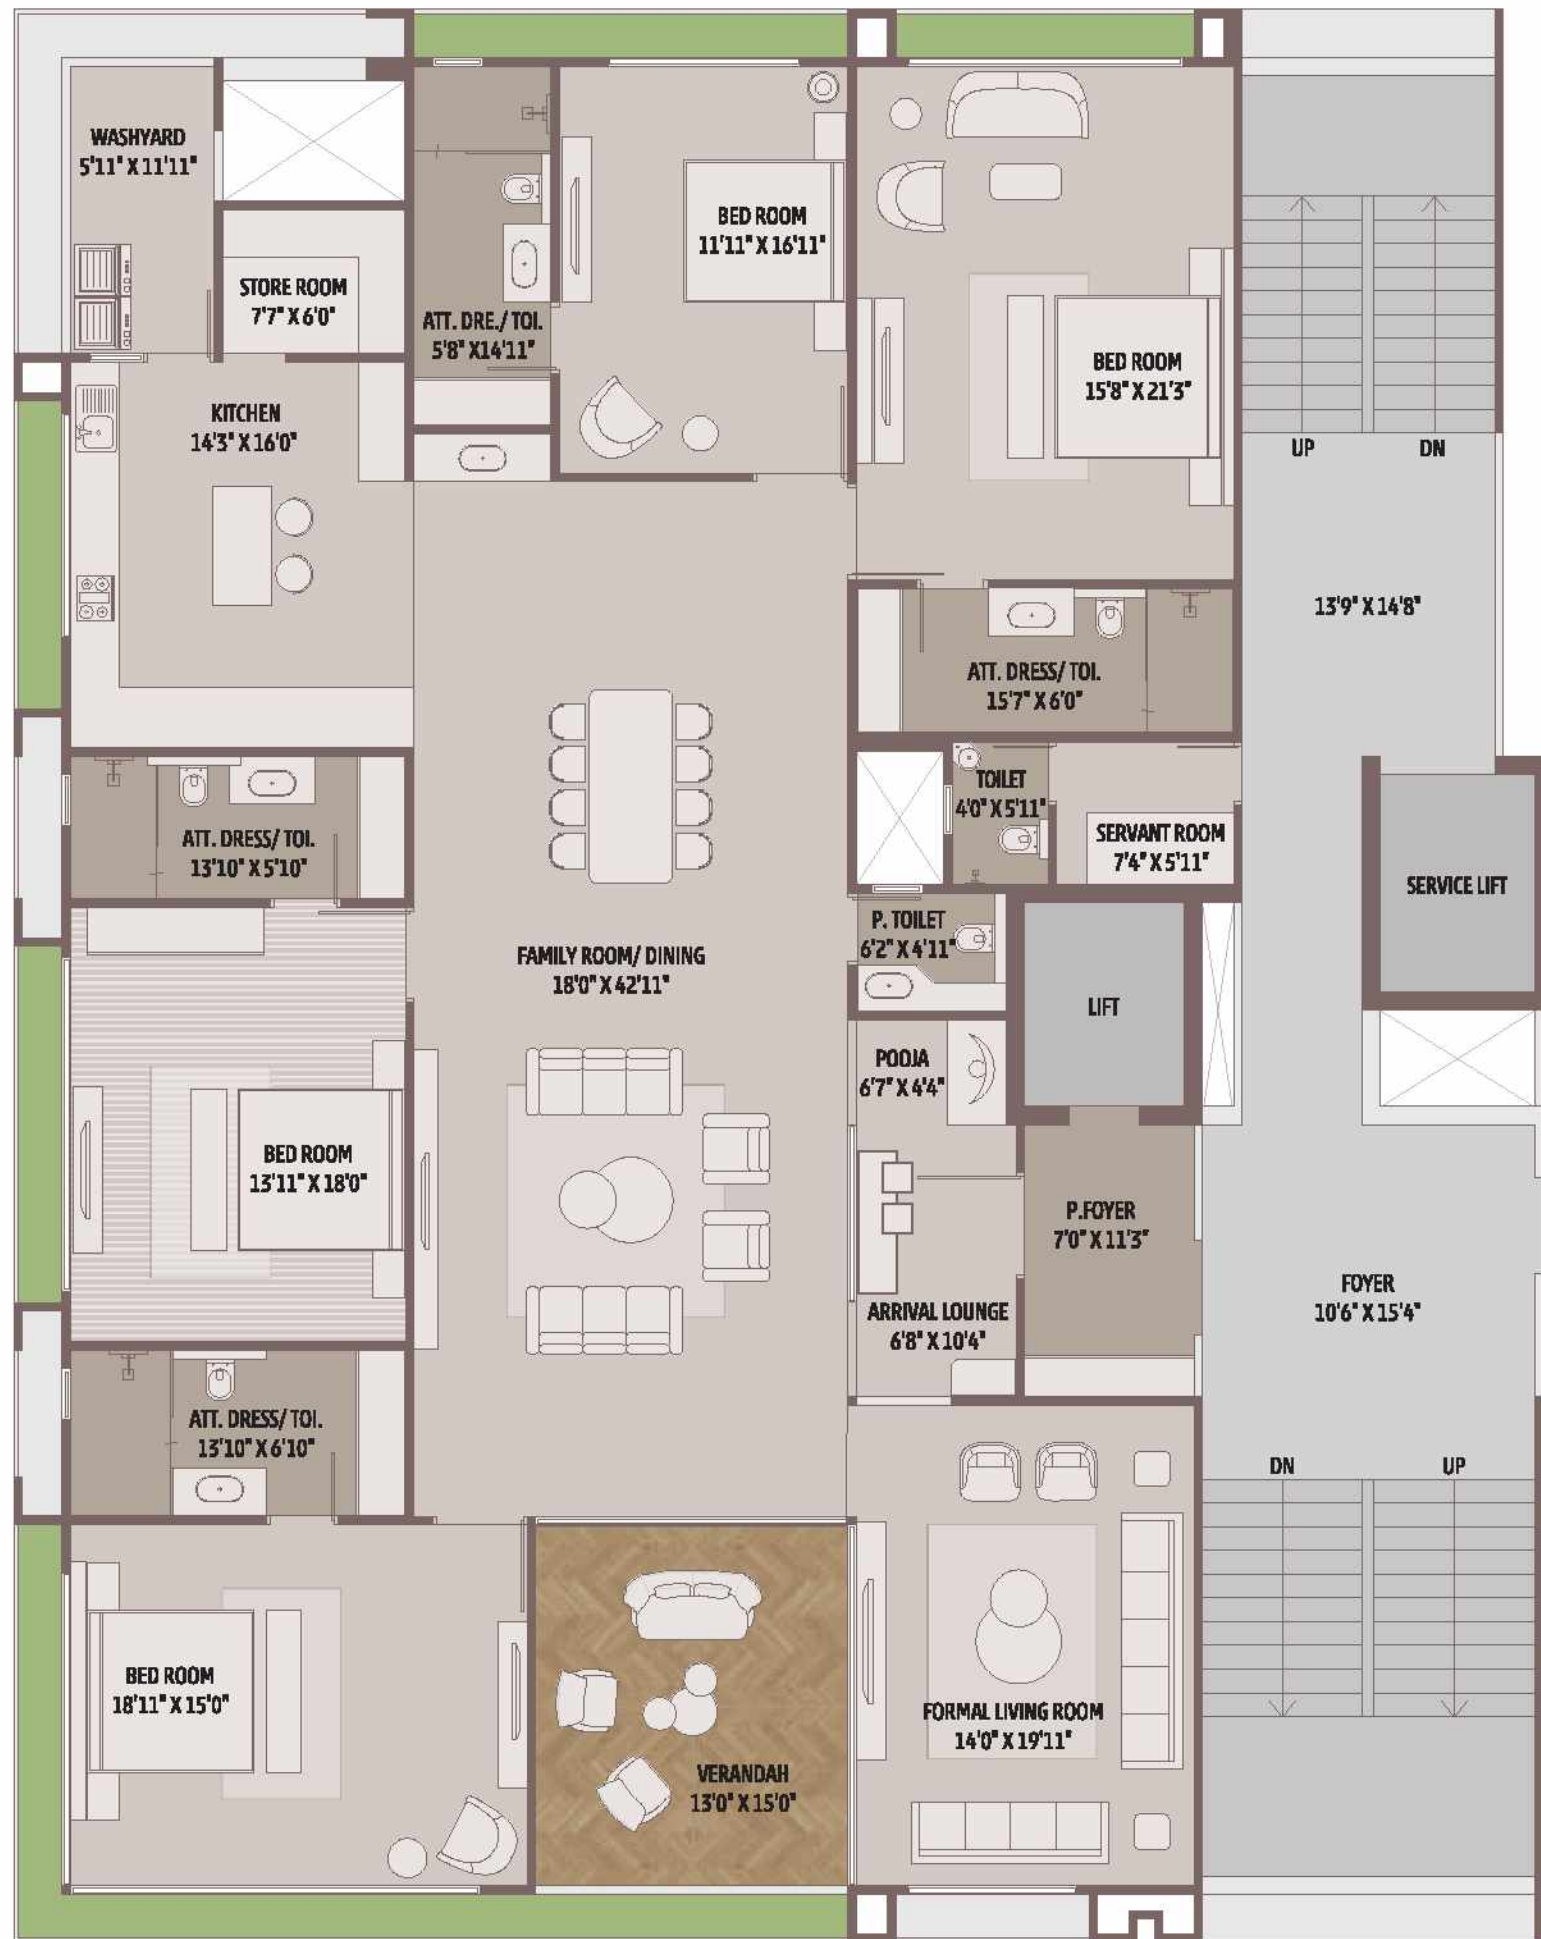 WASHYARD
5'11" X 11'11"
STORE ROOM
7'7" X 6'0"
ATT. DRE./ TOI.
5'8" X14'11"
BED ROOM
11'11" X 16'11"
BED ROOM
15'8" X 21'3"
UP
DN
KITCHEN
14'3" X 16'0"
13'9" X 14'8"
ATT. DRESS/ TOI.
15'7" X 6'0"
TOILET
4'0" X 5'11"
SERVANT ROOM
7'4" X 5'11"
SERVICE LIFT
ATT. DRESS/ TOI.
13'10" X 5'10"
P. TOILET
6'2" X 4'11"
FAMILY ROOM/ DINING
18'0" X 42'11"
LIFT
POOJA
6'7" X 4'4"
BED ROOM
13'11" X 18'0"
P.FOYER
7'0" X 11'3"
ARRIVAL LOUNGE
6'8" X 10'4"
FOYER
10'6" X 15'4"
ATT. DRESS/ TOI.
13'10" X 6'10"
DN
UP
BED ROOM
18'11" X 15'0"
VERANDAH
13'0" X 15'0"
FORMAL LIVING ROOM
14'0" X 19'11"